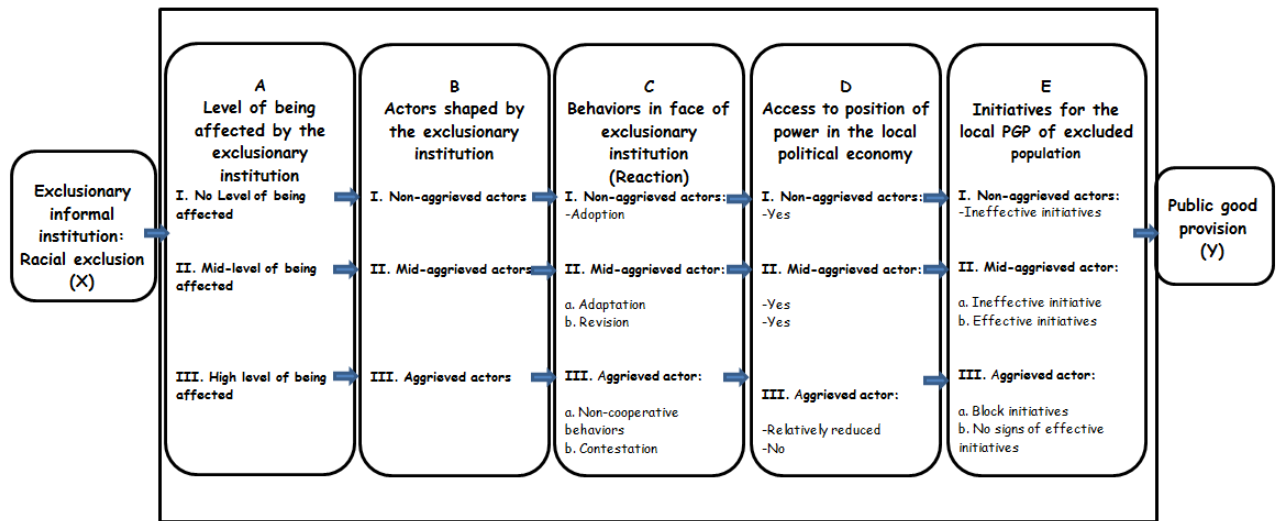 Exclusionary
informal
institution:
Racial exclusion
(X)
A
Level of being
affected by the
exclusionary
institution
I. No Level of being
affected
II. Mid-level of being
affected
III. High level of being
affected
B
Actors shaped by
the exclusionary
institution
I. Non-aggrieved actors
II. Mid-aggrieved actors
III. Aggrieved actors
C
Behaviors in face of
exclusionary
institution
(Reaction)
I. Non-aggrieved actors:
-Adoption
II. Mid-aggrieved actor:
a. Adaptation
b. Revision
III. Aggrieved actor:
a. Non-cooperative
behaviors
b. Contestation
D
Access to position of
power in the local
political economy
I. Non-aggrieved actors:
-Yes
II. Mid-aggrieved actor:
-Yes
-Yes
III. Aggrieved actor:
-Relatively reduced
-No
E
Initiatives for the
local PGP of excluded
population
I. Non-aggrieved actors:
-Ineffective initiatives
II. Mid-aggrieved actor:
a. Ineffective initiative
b. Effective initiatives
III. Aggrieved actor:
a. Block initiatives
b. No signs of effective
initiatives
Public good
provision
(Y)